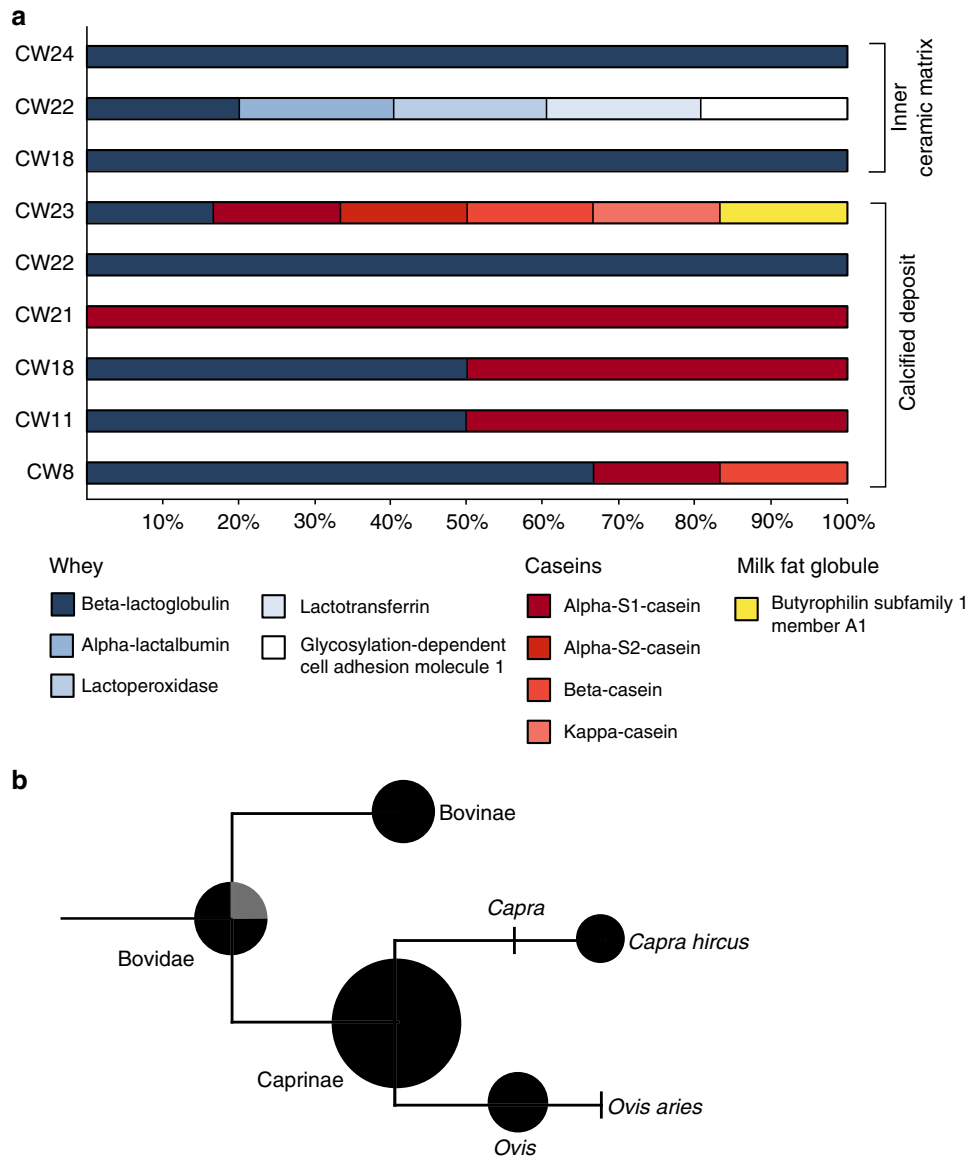 a
CW24
CW22
CW18
CW23
CW22
CW21
CW18
CW11
CW8
Inner
ceramic matrix
Calcified deposit
10% 20% 30% 40% 50% 60% 70% 80% 90% 100%
Whey
Beta-lactoglobulin
Alpha-lactalbumin
Lactoperoxidase
Lactotransferrin
Glycosylation-dependent
cell adhesion molecule 1
Caseins
Alpha-S1-casein
Alpha-S2-casein
Beta-casein
Kappa-casein
Milk fat globule
Butyrophilin subfamily 1
member A1
b
Bovinae
Bovidae
Capra
Capra hircus
Caprinae
Ovis aries
Ovis